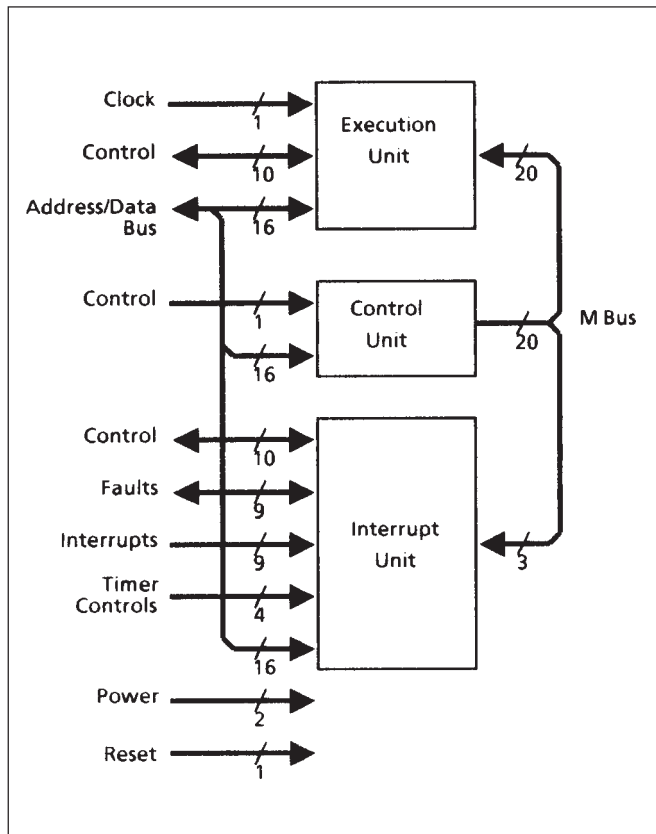 Clock
1
Execution
Unit
Control
10
20
Address/Data
Bus
16
Control
1
Control
Unit
20
M Bus
16
Control
10
Faults
9
Interrupts
9
Interrupt
Unit
3
Timer
Controls
4
16
Power
2
Reset
1